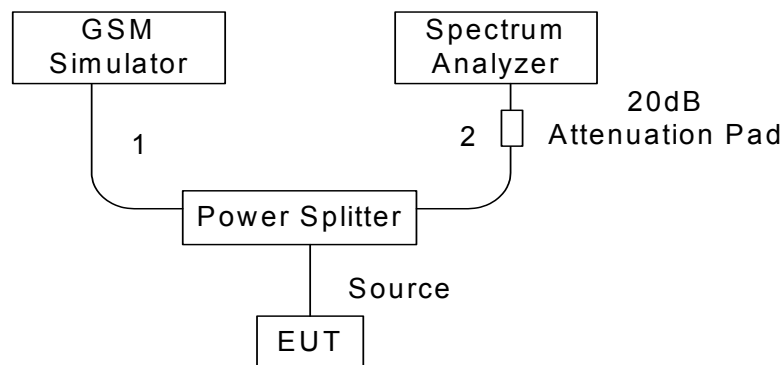 GSM
Simulator
Spectrum
Analyzer
20dB
Attenuation Pad
1
2
Power Splitter
Source
EUT